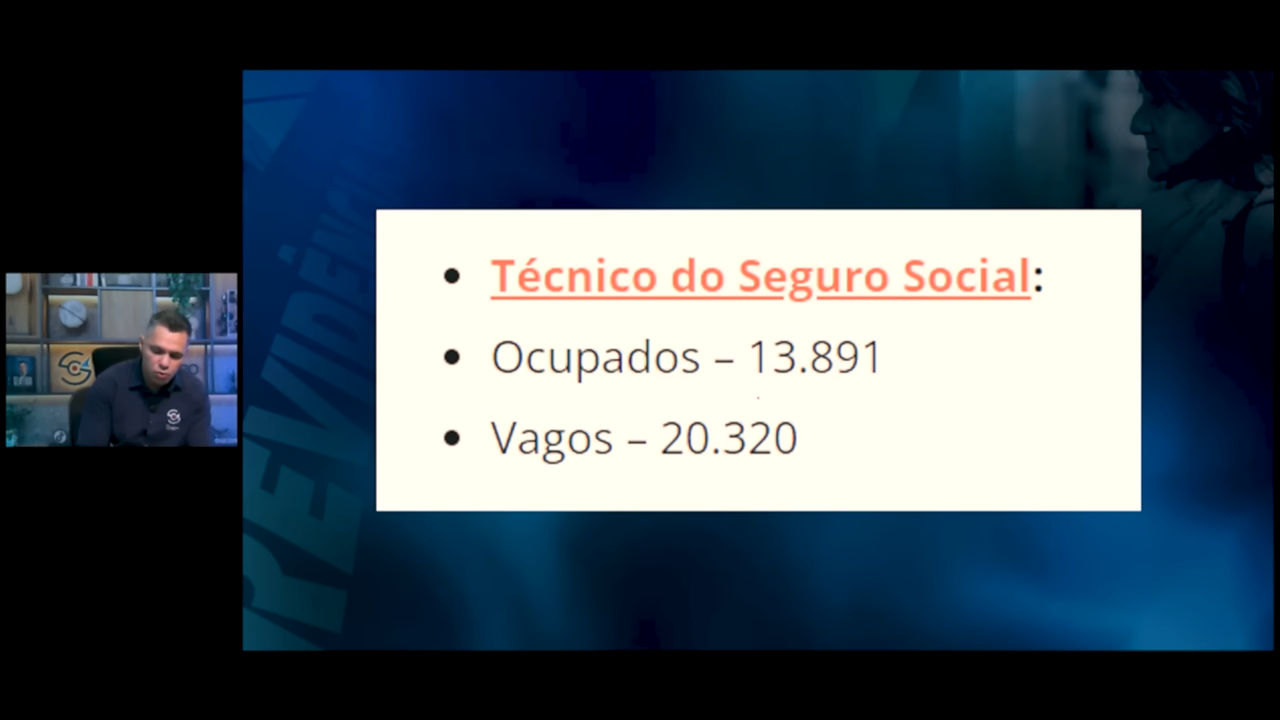 Técnico do Seguro Social:
Ocupados – 13.891
Vagos – 20.320